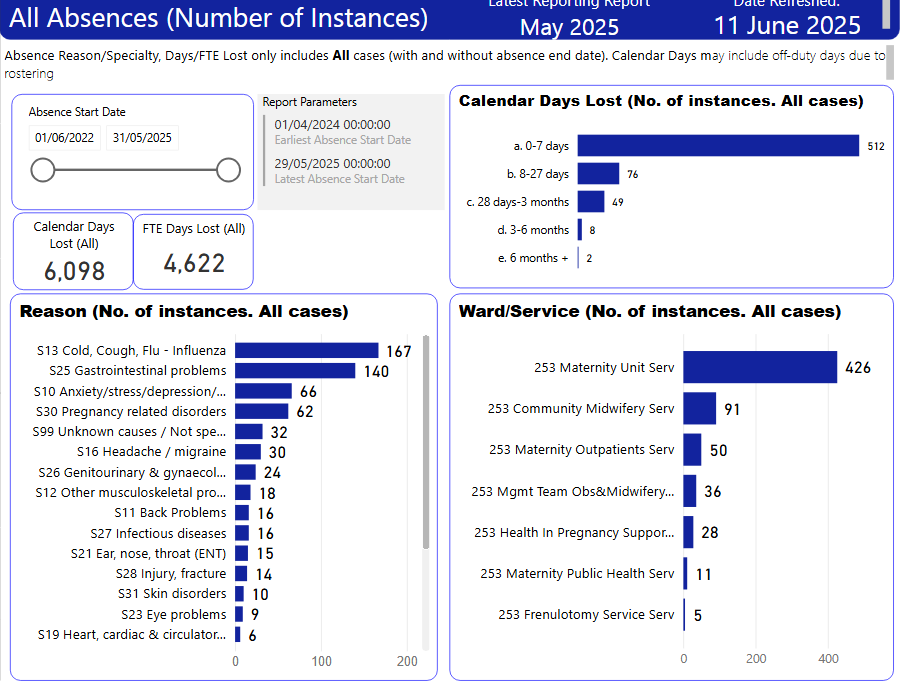 All Absences (Number of Instances)
Latest Reporting Report
May 2025
Date Refreshed:
11 June 2025
Absence Reason/Specialty, Days/FTE Lost only includes All cases (with and without absence end date). Calendar Days may include off-duty days due to
rostering
Absence Start Date
01/06/2022
31/05/2025
Report Parameters
01/04/2024 00:00:00
Earliest Absence Start Date
29/05/2025 00:00:00
Latest Absence Start Date
Calendar Days
Lost (All)
6,098
FTE Days Lost (All)
4,622
Calendar Days Lost (No. of instances. All cases)
a. 0-7 days 512
b. 8-27 days 76
c. 28 days-3 months 49
d. 3-6 months 8
e. 6 months + 2
Reason (No. of instances. All cases)
S13 Cold, Cough, Flu - Influenza 167
S25 Gastrointestinal problems 140
S10 Anxiety/stress/depression/... 66
S30 Pregnancy related disorders 62
S99 Unknown causes / Not spe... 32
S16 Headache / migraine 30
S26 Genitourinary & gynaecol... 24
S12 Other musculoskeletal pro... 18
S11 Back Problems 16
S27 Infectious diseases 16
S21 Ear, nose, throat (ENT) 15
S28 Injury, fracture 14
S31 Skin disorders 10
S23 Eye problems 9
S19 Heart, cardiac & circulator... 6
0 100 200
Ward/Service (No. of instances. All cases)
253 Maternity Unit Serv 426
253 Community Midwifery Serv 91
253 Maternity Outpatients Serv 50
253 Mgmt Team Obs&Midwifery... 36
253 Health In Pregnancy Suppor... 28
253 Maternity Public Health Serv 11
253 Frenulotomy Service Serv 5
0 200 400